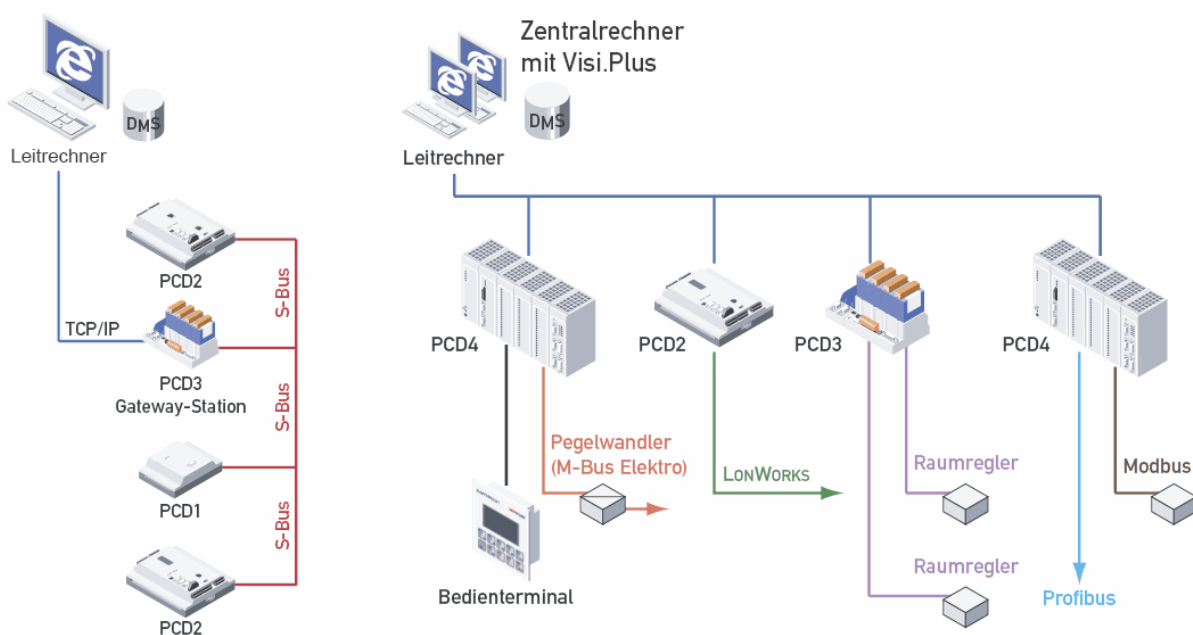 DMS
Leitrechner
PCD2
S-Bus
TCP/IP
PCD3
Gateway-Station
S-Bus
PCD1
S-Bus
PCD2
Zentralrechner
mit Visi.Plus
DMS
Leitrechner
PCD4
PCD2
PCD3
PCD4
Pegelwandler
(M-Bus Elektro)
LONWORKS
Raumregler
Modbus
Bedienterminal
Raumregler
Profibus